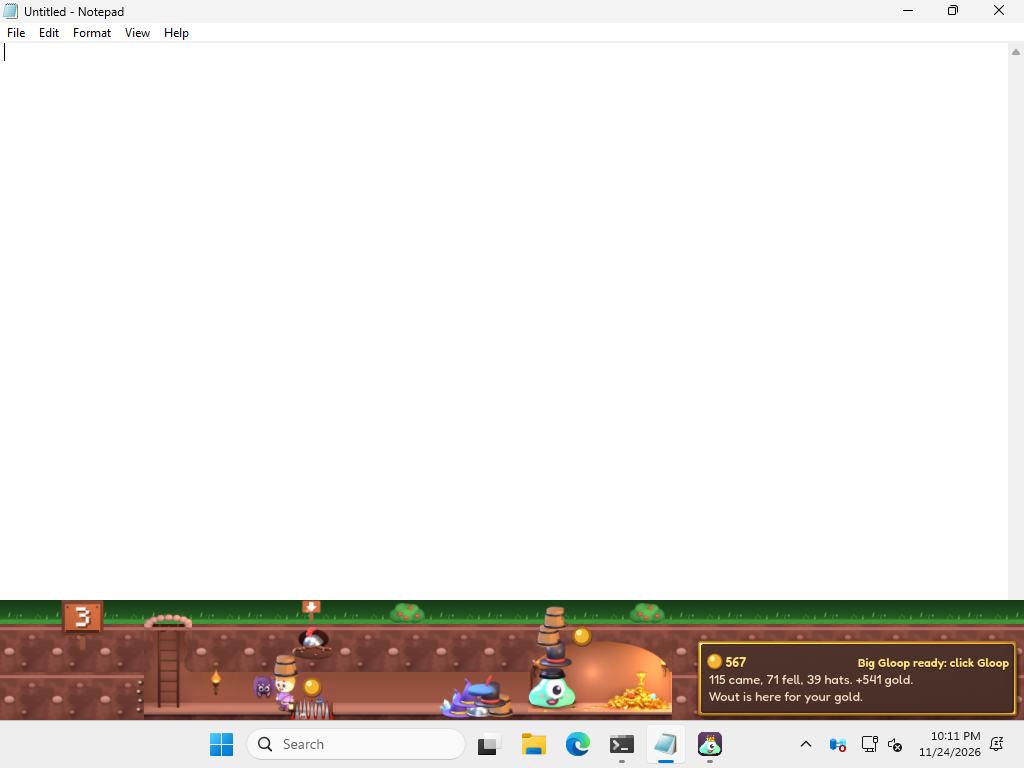 Untitled - Notepad
File Edit Format View Help
3
567 Big Gloop ready: click Gloop
115 came, 71 fell, 39 hats. +541 gold.
Wout is here for your gold.
Search
10:11 PM
11/24/2026